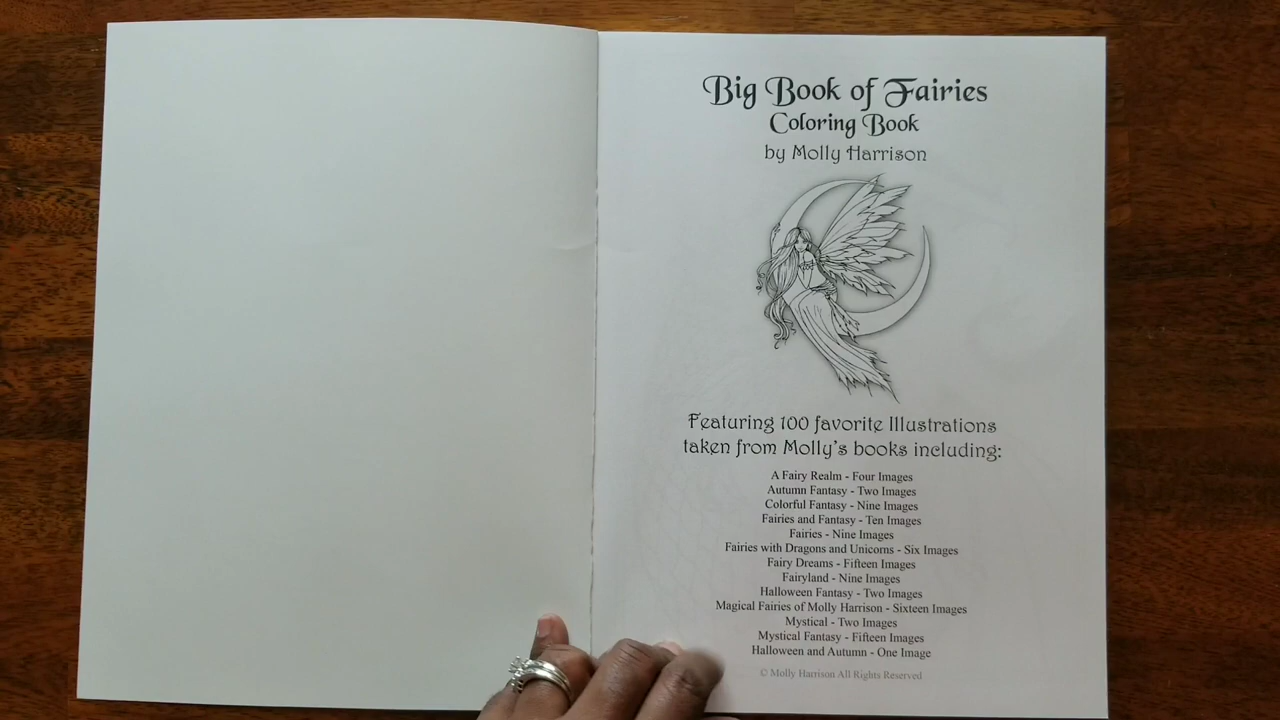 Big Book of Fairies
Coloring Book
by Molly Harrison
Featuring 100 favorite Illustrations
taken from Molly's books including:
A Fairy Realm - Four Images
Autumn Fantasy - Two Images
Colorful Fantasy - Nine Images
Fairies and Fantasy - Ten Images
Fairies - Nine Images
Fairies with Dragons and Unicorns - Six Images
Fairy Dreams - Fifteen Images
Fairyland - Nine Images
Halloween Fantasy - Two Images
Magical Fairies of Molly Harrison - Sixteen Images
Mystical - Two Images
Mystical Fantasy - Fifteen Images
Halloween and Autumn - One Image
© Molly Harrison All Rights Reserved